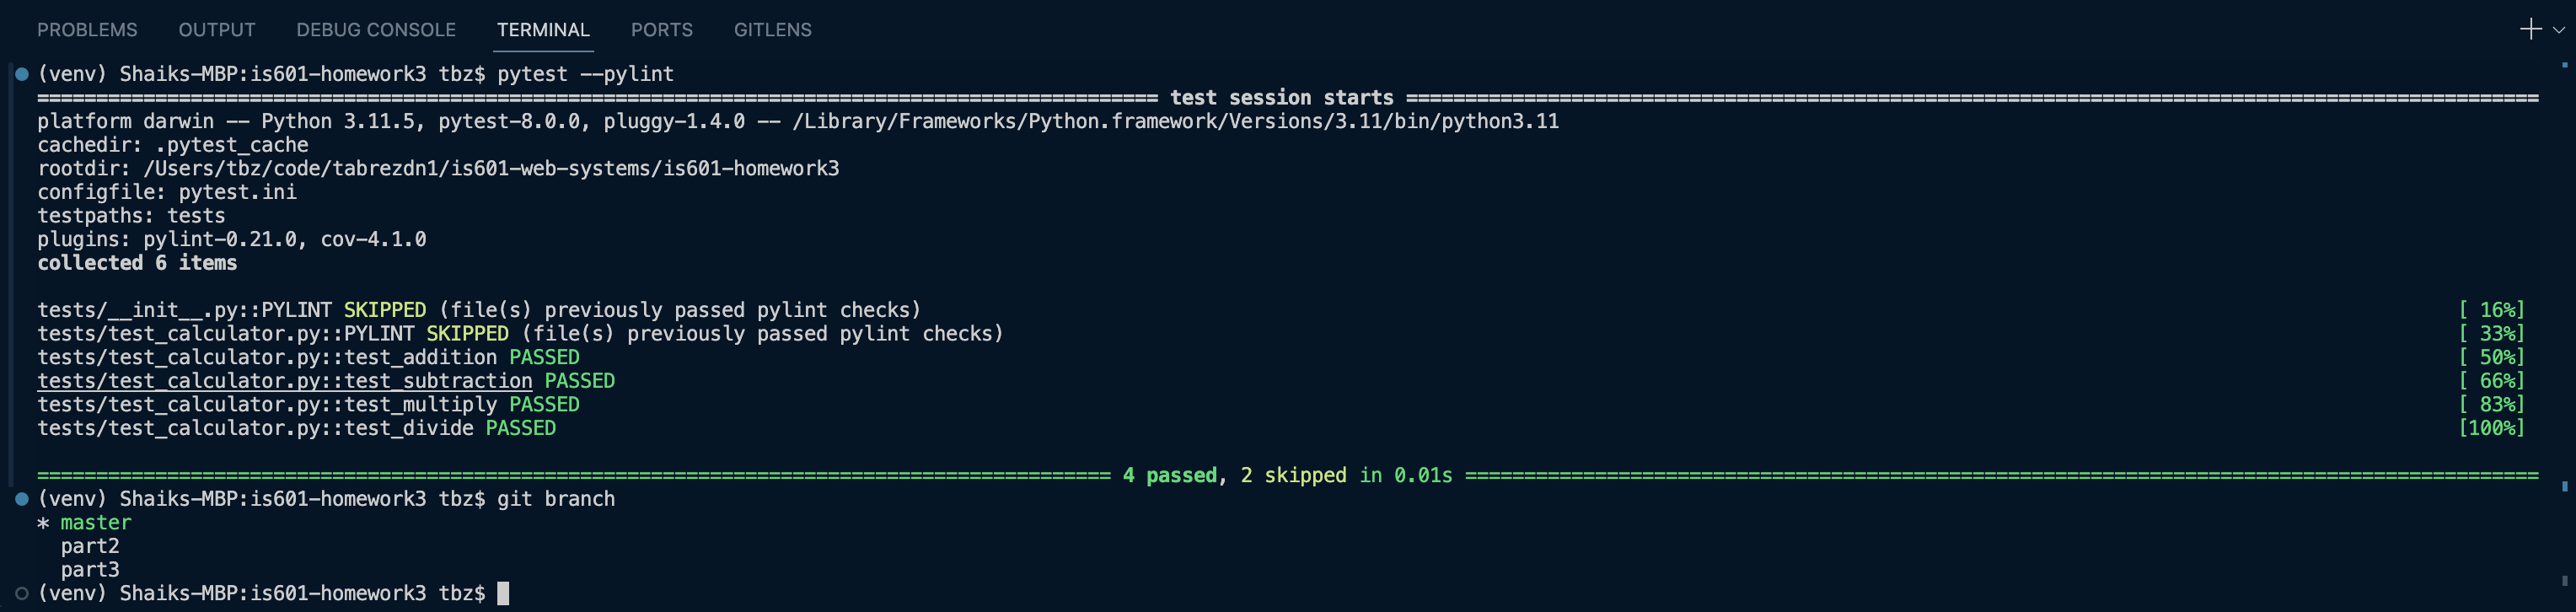 PROBLEMS OUTPUT DEBUG CONSOLE TERMINAL PORTS GITLENS
(venv) Shaiks-MBP:is601-homework3 tbz$ pytest --pylint
============================================================================================== test session starts ===============================================================================================
platform darwin -- Python 3.11.5, pytest-8.0.0, pluggy-1.4.0 -- /Library/Frameworks/Python.framework/Versions/3.11/bin/python3.11
cachedir: .pytest_cache
rootdir: /Users/tbz/code/tabrezdn1/is601-web-systems/is601-homework3
configfile: pytest.ini
testpaths: tests
plugins: pylint-0.21.0, cov-4.1.0
collected 6 items
tests/__init__.py::PYLINT SKIPPED (file(s) previously passed pylint checks) [ 16%]
tests/test_calculator.py::PYLINT SKIPPED (file(s) previously passed pylint checks) [ 33%]
tests/test_calculator.py::test_addition PASSED [ 50%]
tests/test_calculator.py::test_subtraction PASSED [ 66%]
tests/test_calculator.py::test_multiply PASSED [ 83%]
tests/test_calculator.py::test_divide PASSED [100%]
========================================================================================== 4 passed, 2 skipped in 0.01s ==========================================================================================
(venv) Shaiks-MBP:is601-homework3 tbz$ git branch
* master
part2
part3
(venv) Shaiks-MBP:is601-homework3 tbz$